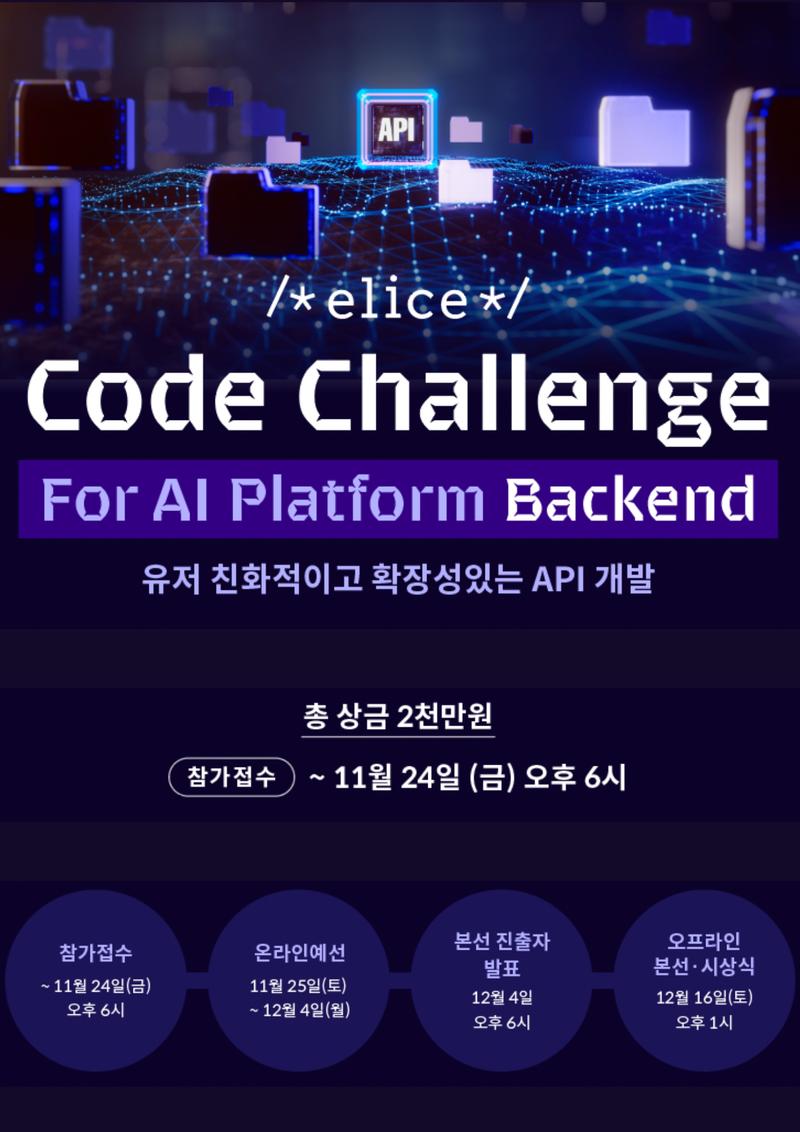 API
/*elice*/
Code Challenge
For AI Platform Backend
유저 친화적이고 확장성있는 API 개발
총 상금 2천만원
참가접수 ~ 11월 24일 (금) 오후 6시
참가접수
~ 11월 24일(금)
오후 6시
온라인예선
11월 25일(토)
~ 12월 4일(월)
본선 진출자
발표
12월 4일
오후 6시
오프라인
본선·시상식
12월 16일(토)
오후 1시